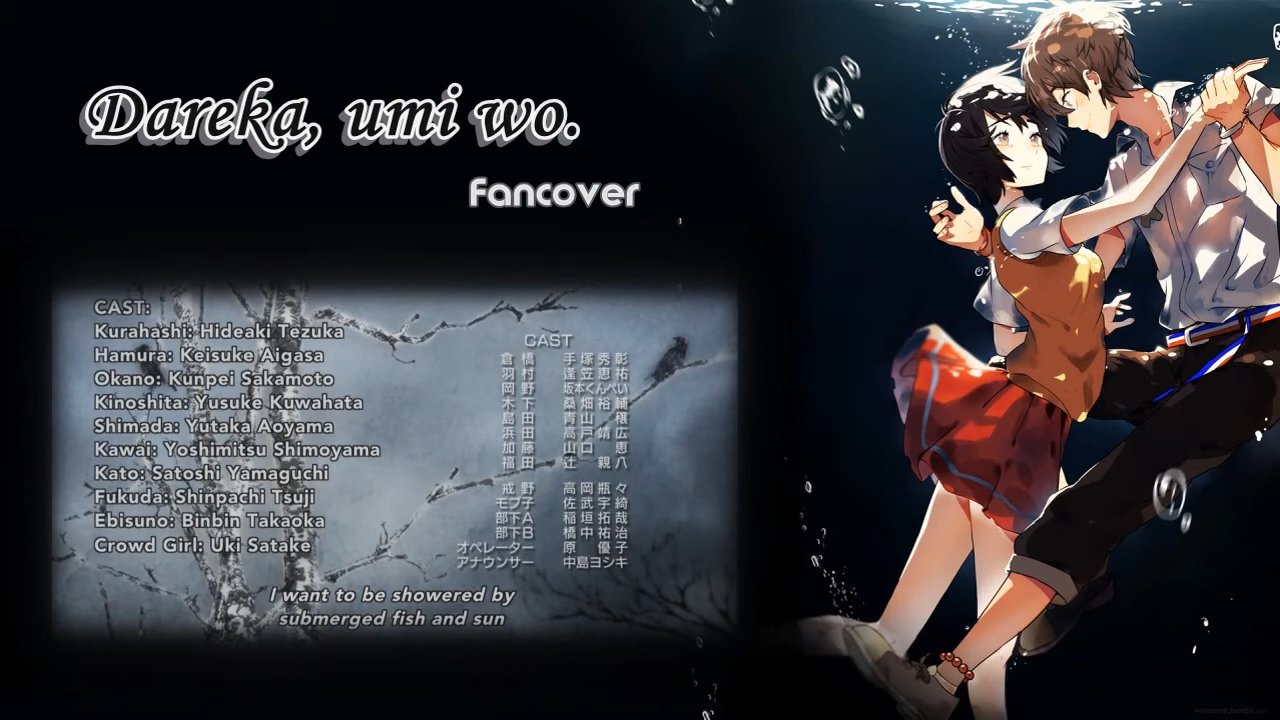 Dareka, umi wo.
Fancover
CAST:
Kurahashi: Hideaki Tezuka
Hamura: Keisuke Aigasa
Okano: Kunpei Sakamoto
Kinoshita: Yusuke Kuwahata
Shimada: Yutaka Aoyama
Kawai: Yoshimitsu Shimoyama
Kato: Satoshi Yamaguchi
Fukuda: Shinpachi Tsuji
Ebisuno: Binbin Takaoka
Crowd Girl: Uki Satake
CAST
倉橋 手塚秀彰
羽村 逢笠恵祐
岡野 坂本くんぺい
木下 桑畑裕輔
島田 青山 穣
浜田 高戸靖広
加藤 山口 恵
福田 辻 親八
戒野 高岡瓶々
モブ子 佐武宇綺
部下A 稲垣拓哉
部下B 橋中祐治
オペレーター 原 優子
アナウンサー 中島ヨシキ
I want to be showered by
submerged fish and sun